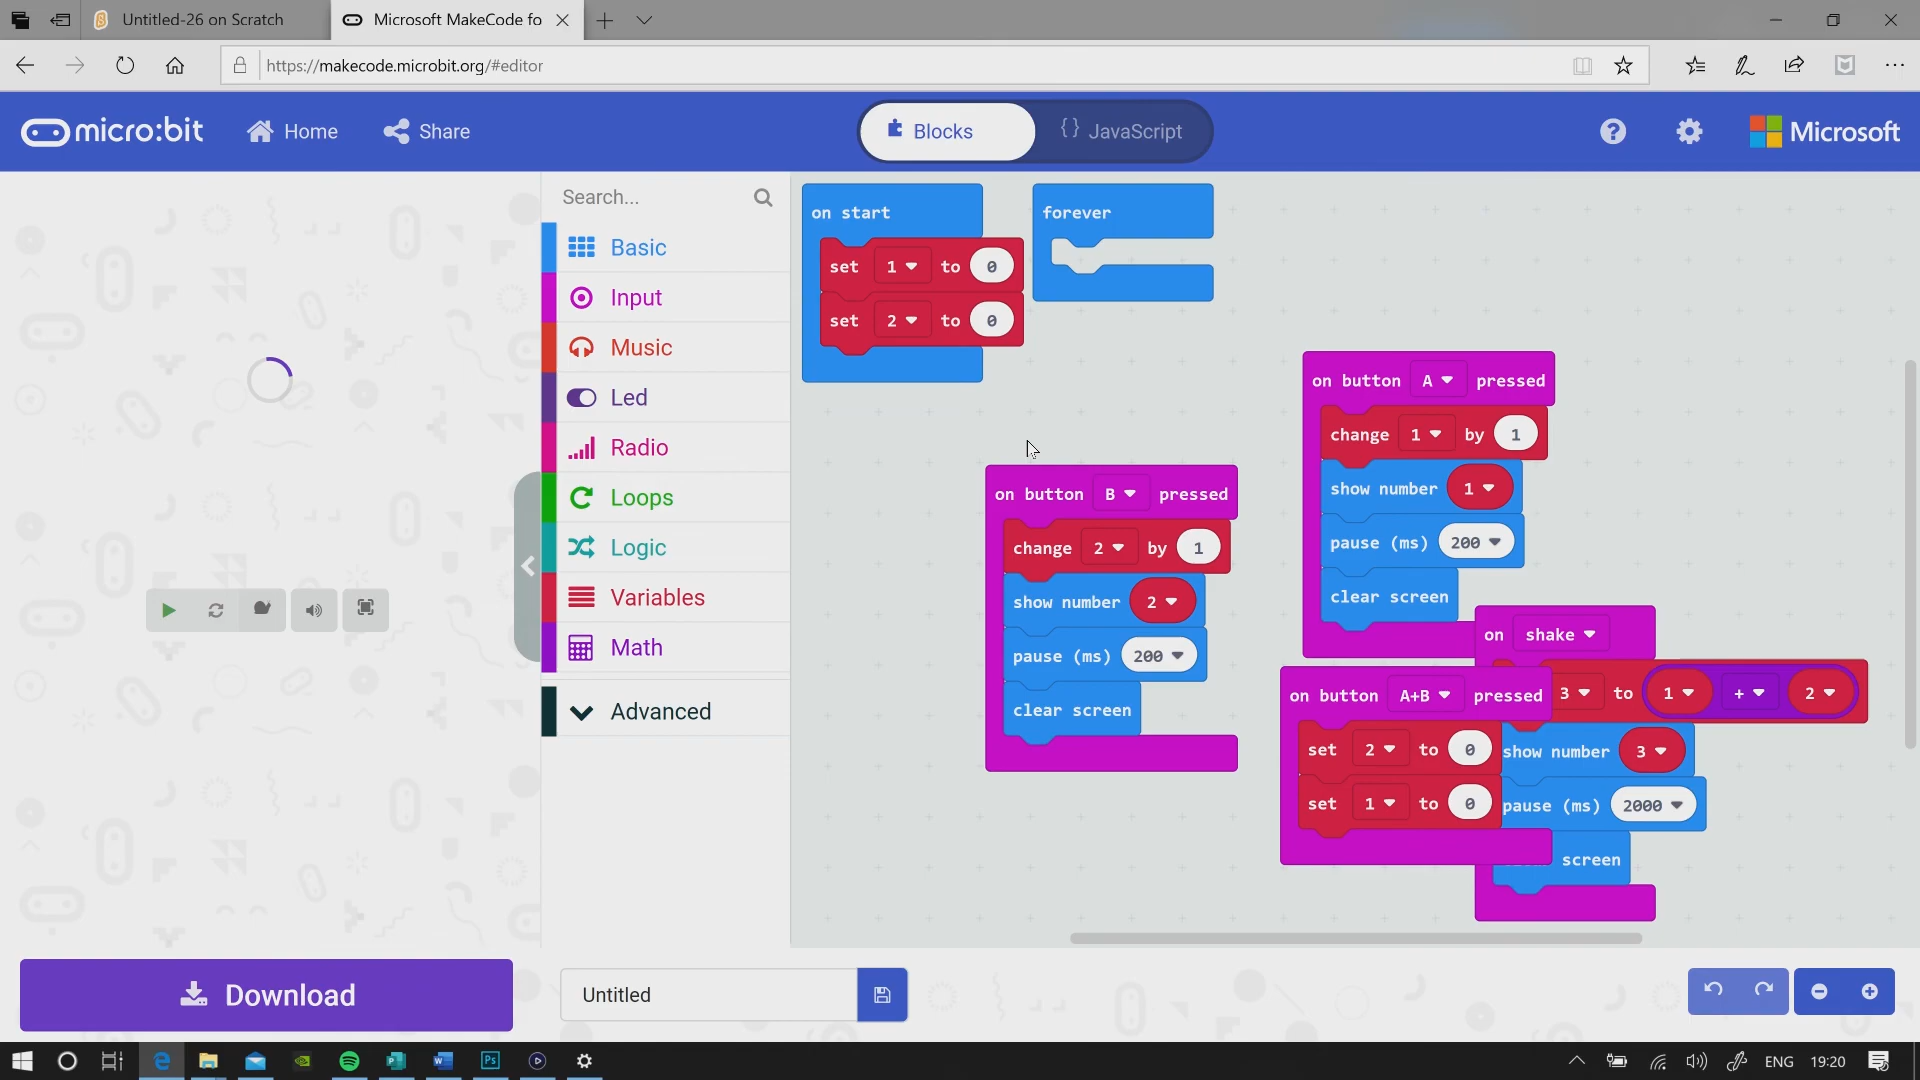 Untitled-26 on Scratch
Microsoft MakeCode fo
https://makecode.microbit.org/#editor
micro:bit
Home
Share
Blocks
{} JavaScript
?
Microsoft
Search...
Basic
Input
Music
Led
Radio
Loops
Logic
Variables
Math
Advanced
on start
set 1 to 0
set 2 to 0
forever
on button A pressed
change 1 by 1
show number 1
pause (ms) 200
clear screen
on button B pressed
change 2 by 1
show number 2
pause (ms) 200
clear screen
on shake
3 to 1 + 2
show number 3
pause (ms) 2000
screen
on button A+B pressed
set 2 to 0
set 1 to 0
Download
Untitled
ENG 19:20